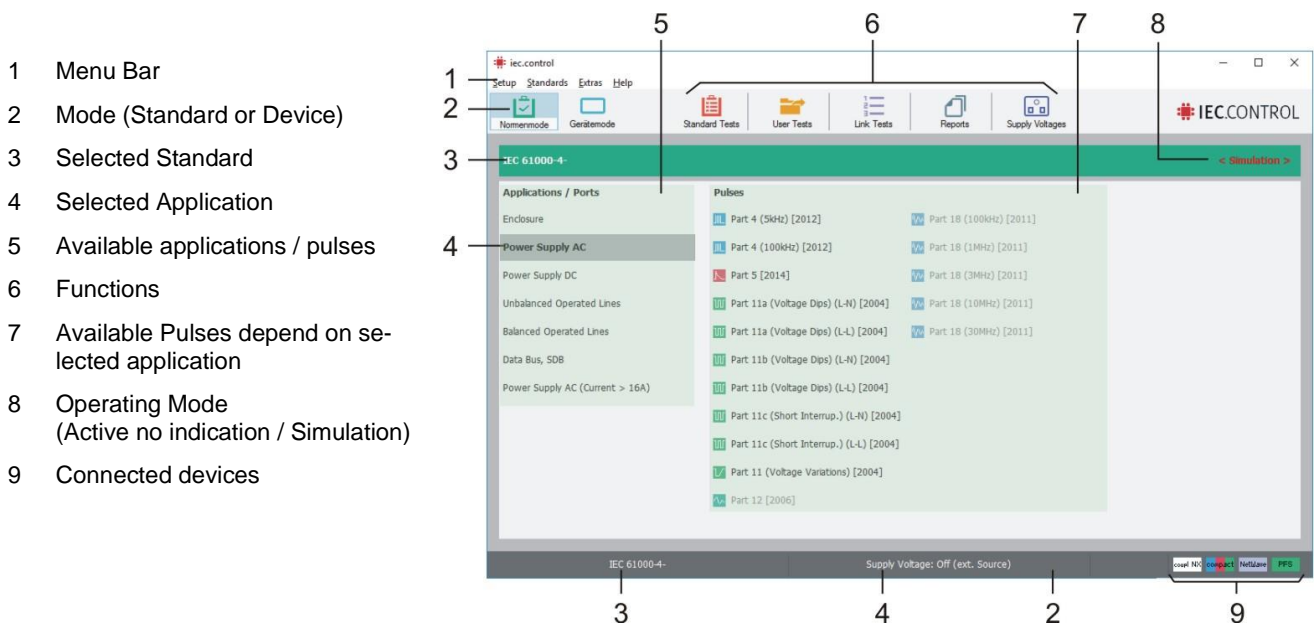 1 Menu Bar
2 Mode (Standard or Device)
3 Selected Standard
4 Selected Application
5 Available applications / pulses
6 Functions
7 Available Pulses depend on se-
lected application
8 Operating Mode
(Active no indication / Simulation)
9 Connected devices
5 6 7 8
iec.control
1
Setup Standards Extras Help
2
Normenmode Gerätemode Standard Tests User Tests Link Tests Reports Supply Voltages IEC.CONTROL
3
IEC 61000-4- < Simulation >
Applications / Ports
Enclosure
4
Power Supply AC
Power Supply DC
Unbalanced Operated Lines
Balanced Operated Lines
Data Bus, SDB
Power Supply AC (Current > 16A)
Pulses
Part 4 (5kHz) [2012]
Part 4 (100kHz) [2012]
Part 5 [2014]
Part 11a (Voltage Dips) (L-N) [2004]
Part 11a (Voltage Dips) (L-L) [2004]
Part 11b (Voltage Dips) (L-N) [2004]
Part 11b (Voltage Dips) (L-L) [2004]
Part 11c (Short Interrup.) (L-N) [2004]
Part 11c (Short Interrup.) (L-L) [2004]
Part 11 (Voltage Variations) [2004]
Part 12 [2006]
Part 18 (100kHz) [2011]
Part 18 (1MHz) [2011]
Part 18 (3MHz) [2011]
Part 18 (10MHz) [2011]
Part 18 (30MHz) [2011]
IEC 61000-4- Supply Voltage: Off (ext. Source) coupl NX compact NetWave PFS
3 4 2 9